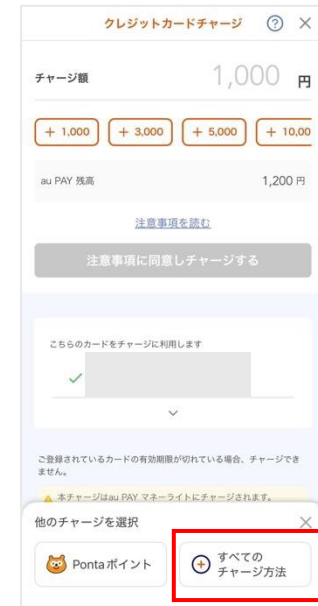 クレジットカードチャージ ? ×
チャージ額 1,000 円
+ 1,000 + 3,000 + 5,000 + 10,00
au PAY 残高 1,200 円
注意事項を読む
注意事項に同意しチャージする
こちらのカードをチャージに利用します
ご登録されているカードの有効期限が切れている場合、チャージでき
ません。
本チャージはau PAY マネーライトにチャージされます。
他のチャージを選択 ×
Pontaポイント
すべての
チャージ方法